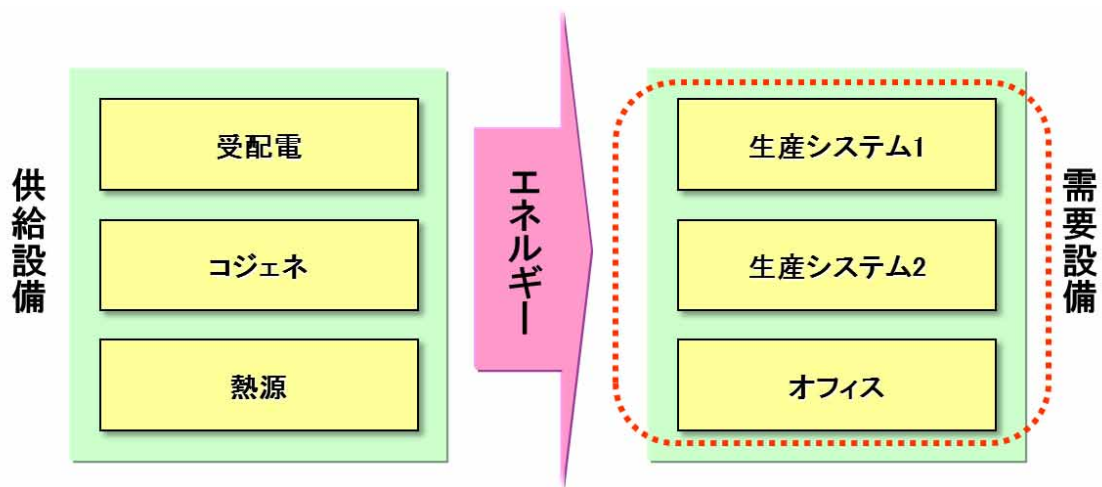 供給設備
受配電
コジェネ
熱源
エネルギー
生産システム1
生産システム2
オフィス
需要設備